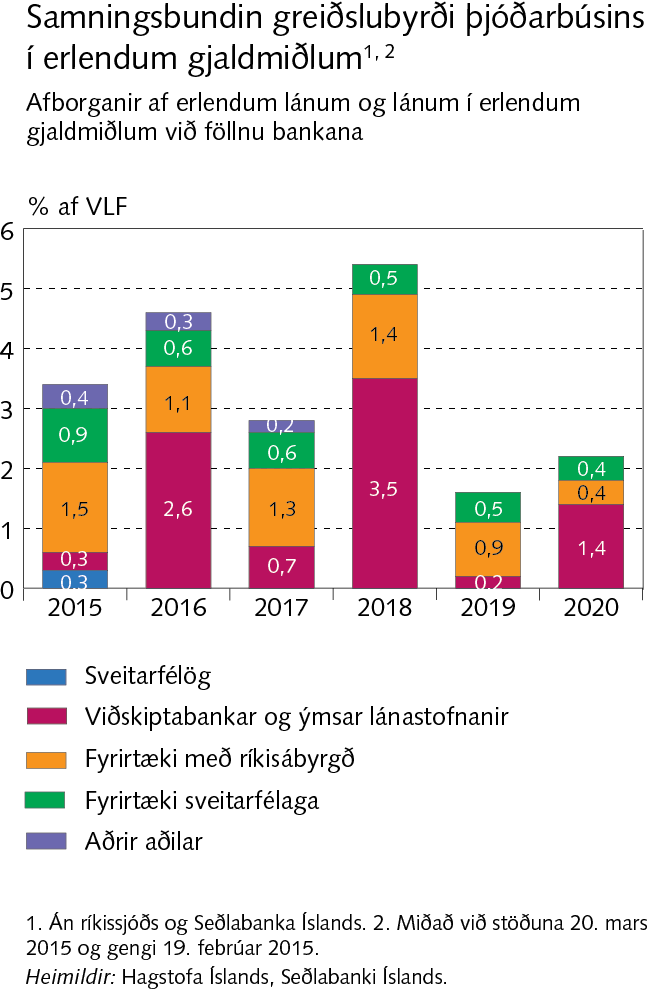 Samningsbundin greiðslubyrði þjóðarbúsins
í erlendum gjaldmiðlum1, 2
Afborganir af erlendum lánum og lánum í erlendum
gjaldmiðlum við föllnu bankana
% af VLF
6
5
4
3
2
1
0
0,4
0,9
1,5
0,3
0,3
0,3
0,6
1,1
2,6
0,2
0,6
1,3
0,7
0,5
1,4
3,5
0,5
0,9
0,2
0,4
0,4
1,4
2015 2016 2017 2018 2019 2020
Sveitarfélög
Viðskiptabankar og ýmsar lánastofnanir
Fyrirtæki með ríkisábyrgð
Fyrirtæki sveitarfélaga
Aðrir aðilar
1. Án ríkissjóðs og Seðlabanka Íslands. 2. Miðað við stöðuna 20. mars
2015 og gengi 19. febrúar 2015.
Heimildir: Hagstofa Íslands, Seðlabanki Íslands.